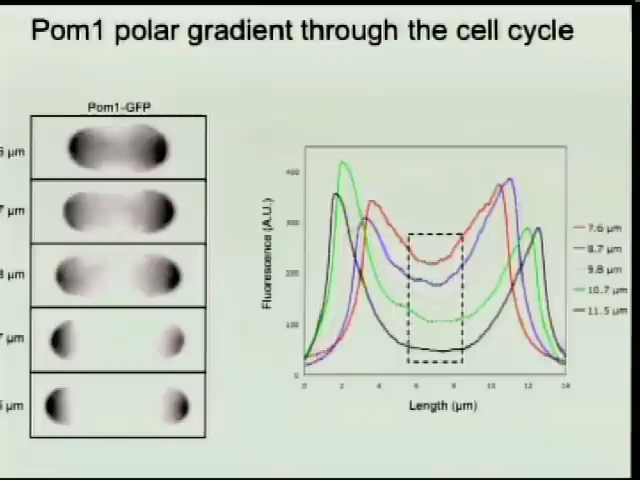 Pom1 polar gradient through the cell cycle
Pom1-GFP
µm
7 µm
µm
7 µm
µm
Fluorescence (A.U.)
400
300
200
100
0
0 2 4 6 8 10 12 14
Length (µm)
7.6 µm
8.7 µm
9.8 µm
10.7 µm
11.5 µm